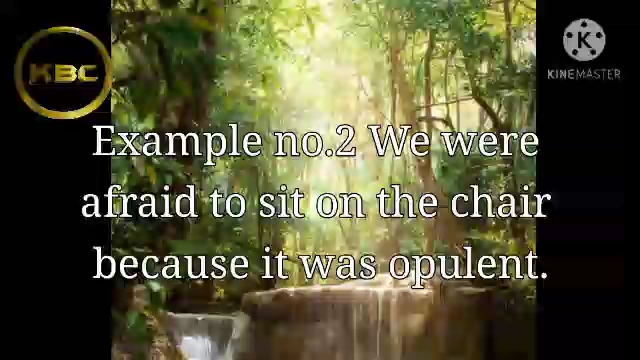 KBC
KINEMASTER
Example no.2 We were
afraid to sit on the chair
because it was opulent.